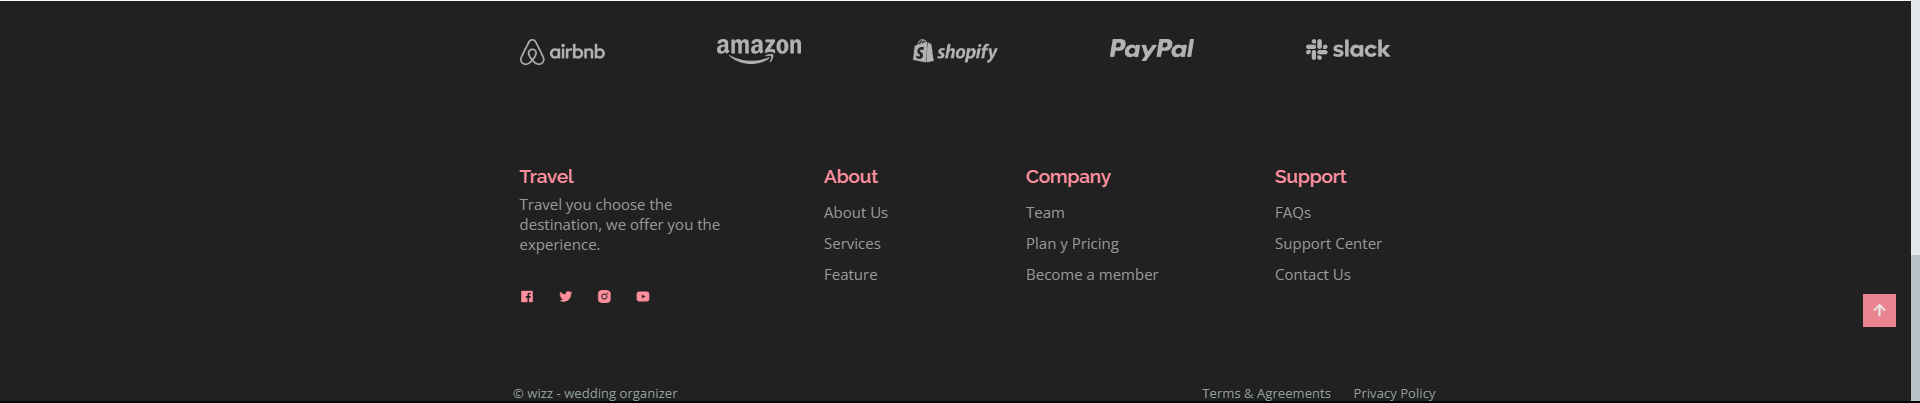 airbnb amazon shopify PayPal slack
Travel
Travel you choose the
destination, we offer you the
experience.
About
About Us
Services
Feature
Company
Team
Plan y Pricing
Become a member
Support
FAQs
Support Center
Contact Us
© wizz - wedding organizer
Terms & Agreements Privacy Policy